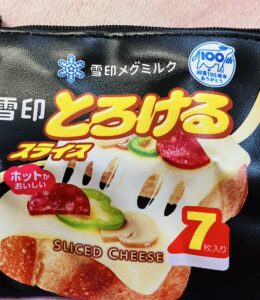 雪印メグミルク
100th
雪印
とろける
スライス
ホットが
おいしい
7
枚入り
SLICED CHEESE